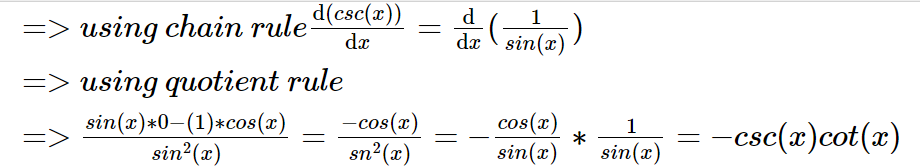 => using chain rule d(csc(x))/dx = d/dx(1/sin(x))
=> using quotient rule
=> sin(x)*0−(1)*cos(x)/sin²(x) = −cos(x)/sn²(x) = −cos(x)/sin(x) * 1/sin(x) = −csc(x)cot(x)